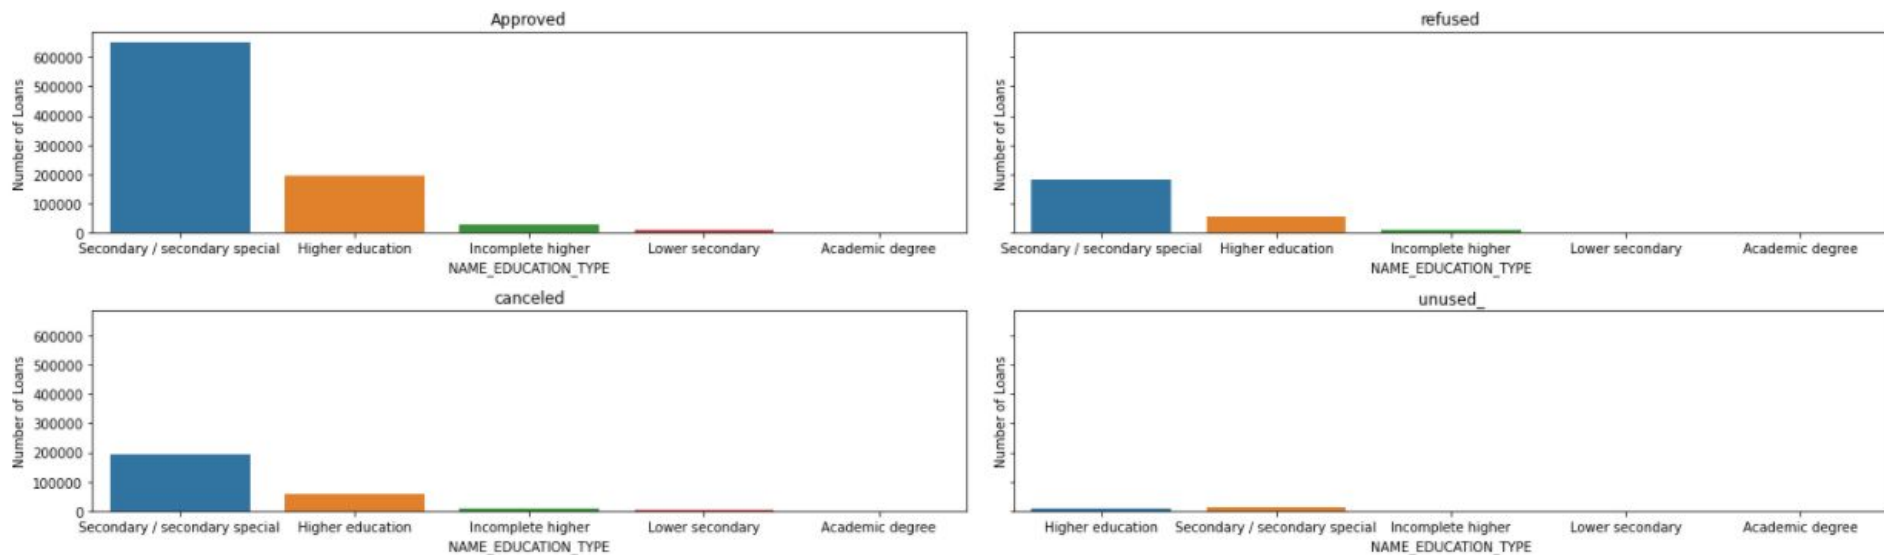 Approved
Number of Loans
600000
500000
400000
300000
200000
100000
0
Secondary / secondary special Higher education Incomplete higher Lower secondary Academic degree
NAME_EDUCATION_TYPE
refused
Number of Loans
Secondary / secondary special Higher education Incomplete higher Lower secondary Academic degree
NAME_EDUCATION_TYPE
canceled
Number of Loans
600000
500000
400000
300000
200000
100000
0
Secondary / secondary special Higher education Incomplete higher Lower secondary Academic degree
NAME_EDUCATION_TYPE
unused_
Number of Loans
Higher education Secondary / secondary special Incomplete higher Lower secondary Academic degree
NAME_EDUCATION_TYPE